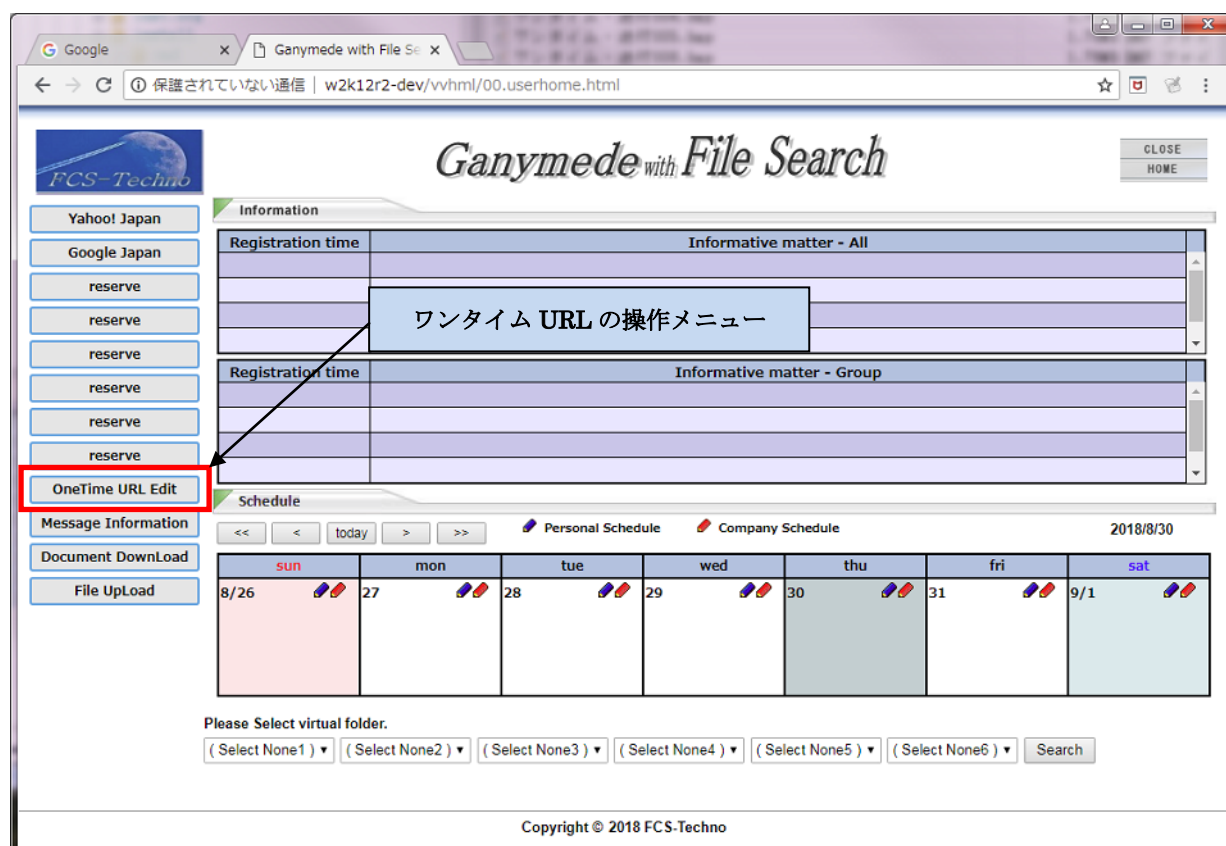 Google
Ganymede with File Se
保護されていない通信 | w2k12r2-dev/vvhml/00.userhome.html
FCS-Techno
Ganymede with File Search
CLOSE
HOME
Yahoo! Japan
Google Japan
reserve
reserve
reserve
reserve
reserve
reserve
OneTime URL Edit
Message Information
Document DownLoad
File UpLoad
Information
Registration time
Informative matter - All
ワンタイム URL の操作メニュー
Registration time
Informative matter - Group
Schedule
<< < today > >>
Personal Schedule
Company Schedule
2018/8/30
sun mon tue wed thu fri sat
8/26 27 28 29 30 31 9/1
Please Select virtual folder.
( Select None1 ) ( Select None2 ) ( Select None3 ) ( Select None4 ) ( Select None5 ) ( Select None6 ) Search
Copyright © 2018 FCS-Techno